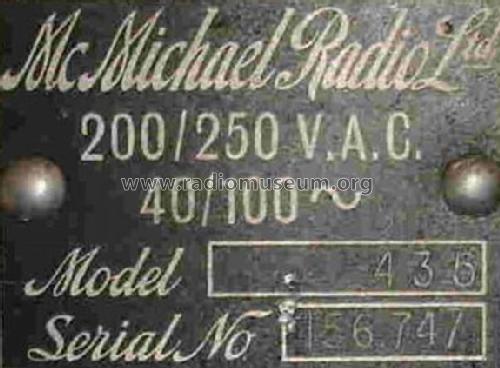 Mc Michael Radio Ltd
200/250 V.A.C.
www.radiomuseum.org
40/100~
Model 436
Serial No 156.747